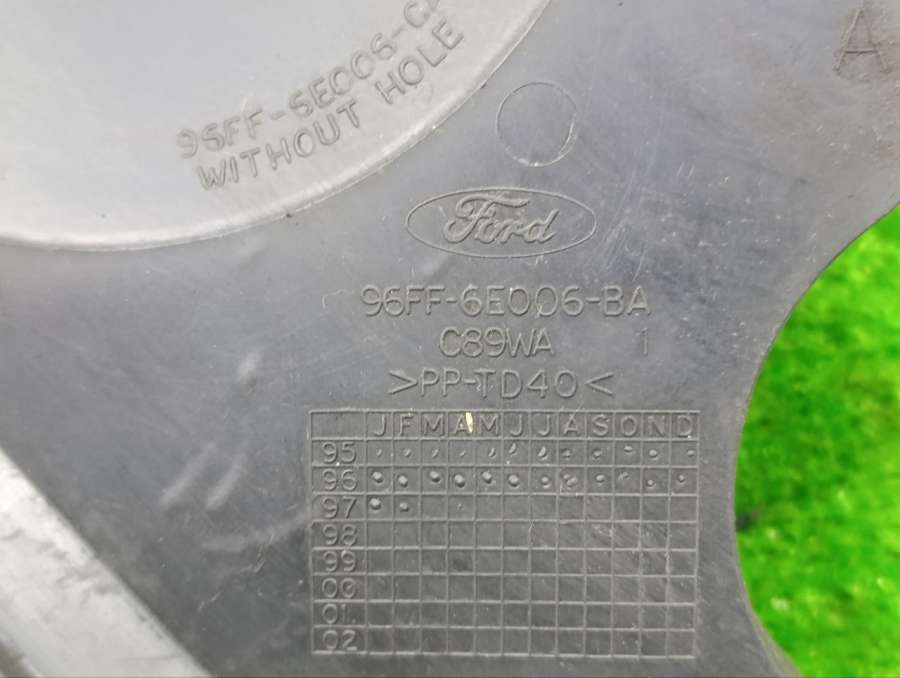 96FF-6E006-CA
WITHOUT HOLE
A
Ford
96FF-6E006-BA
C89WA 1
>PP-TD40<
J F M A M J J A S O N D
95
96
97
98
99
00
01
02